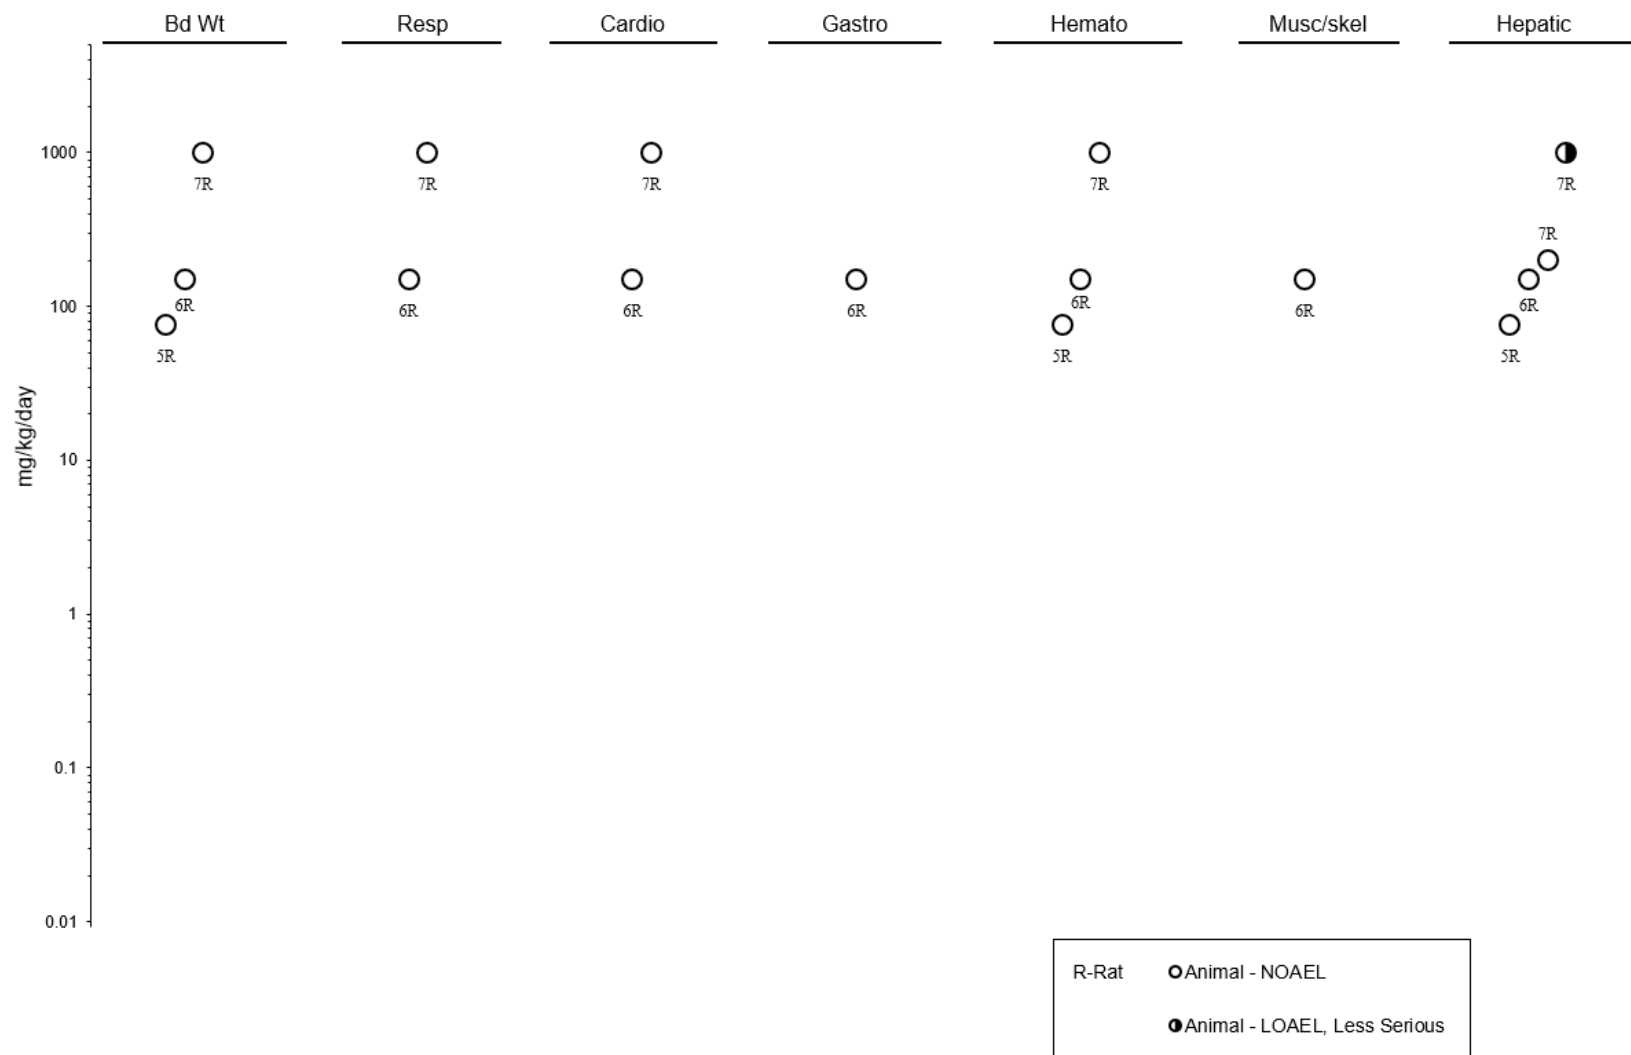 Bd Wt Resp Cardio Gastro Hemato Musc/skel Hepatic
1000
7R 7R 7R 7R 7R
7R
6R 6R 6R 6R 6R 6R 6R
100
5R 5R 5R
mg/kg/day
10
1
0.1
0.01
R-Rat Animal - NOAEL
Animal - LOAEL, Less Serious